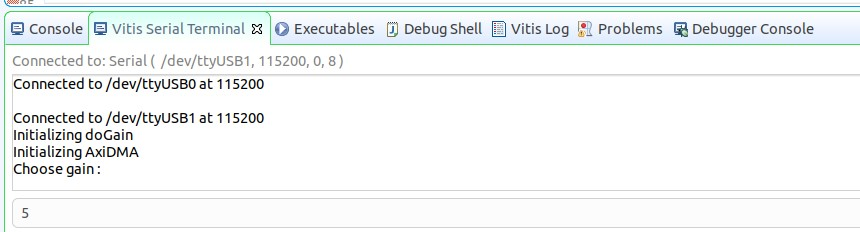 Console Vitis Serial Terminal Executables Debug Shell Vitis Log Problems Debugger Console
Connected to: Serial ( /dev/ttyUSB1, 115200, 0, 8 )
Connected to /dev/ttyUSB0 at 115200
Connected to /dev/ttyUSB1 at 115200
Initializing doGain
Initializing AxiDMA
Choose gain :
5